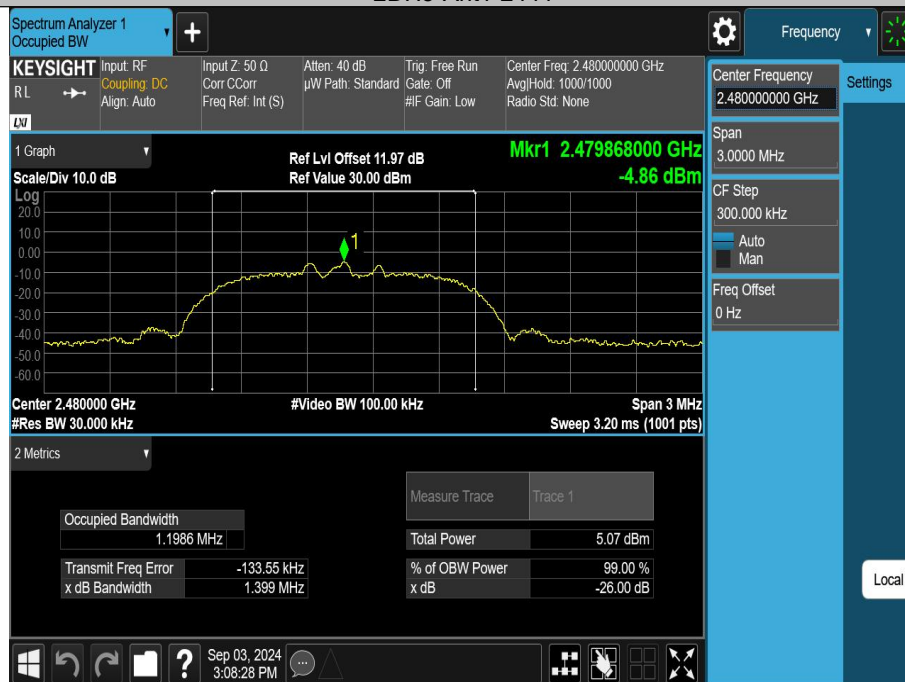 Spectrum Analyzer 1
Occupied BW
Frequency
KEYSIGHT
R L
LXI
Input: RF
Coupling: DC
Align: Auto
Input Z: 50 Ω
Corr CCorr
Freq Ref: Int (S)
Atten: 40 dB
µW Path: Standard
Trig: Free Run
Gate: Off
#IF Gain: Low
Center Freq: 2.480000000 GHz
Avg|Hold: 1000/1000
Radio Std: None
Center Frequency
2.480000000 GHz
Settings
Span
3.0000 MHz
CF Step
300.000 kHz
Auto
Man
Freq Offset
0 Hz
Local
1 Graph
Scale/Div 10.0 dB
Ref Lvl Offset 11.97 dB
Ref Value 30.00 dBm
Mkr1 2.479868000 GHz
-4.86 dBm
Log
20.0
10.0
0.00
-10.0
-20.0
-30.0
-40.0
-50.0
-60.0
1
Center 2.480000 GHz
#Video BW 100.00 kHz
Span 3 MHz
#Res BW 30.000 kHz
Sweep 3.20 ms (1001 pts)
2 Metrics
Measure Trace
Trace 1
Occupied Bandwidth
1.1986 MHz
Total Power
5.07 dBm
Transmit Freq Error
-133.55 kHz
% of OBW Power
99.00 %
x dB Bandwidth
1.399 MHz
x dB
-26.00 dB
?
Sep 03, 2024
3:08:28 PM